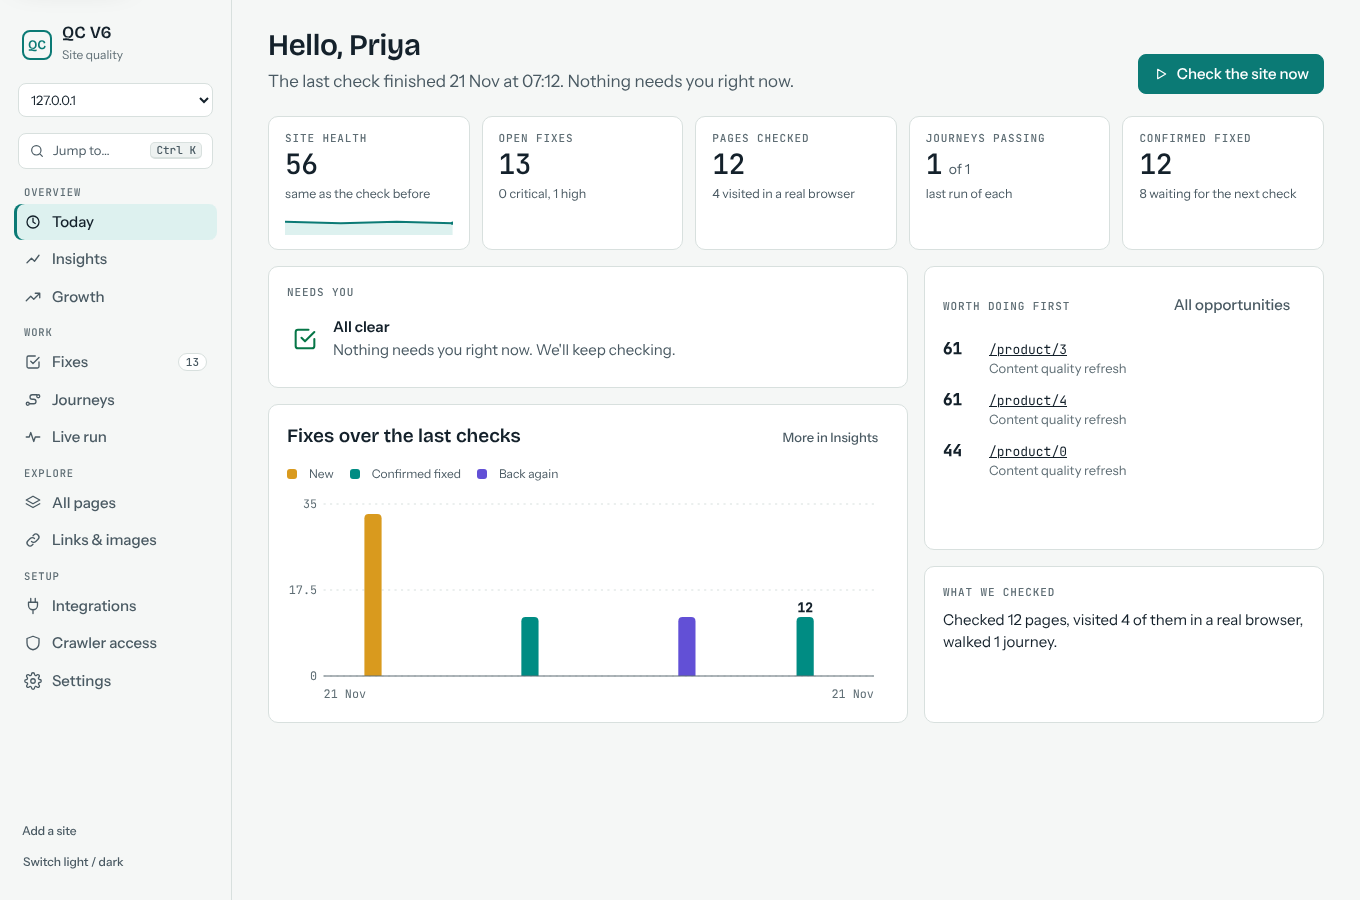 QC
QC V6
Site quality
127.0.0.1
Jump to...
Ctrl K
OVERVIEW
Today
Insights
Growth
WORK
Fixes
13
Journeys
Live run
EXPLORE
All pages
Links & images
SETUP
Integrations
Crawler access
Settings
Add a site
Switch light / dark
Hello, Priya
The last check finished 21 Nov at 07:12. Nothing needs you right now.
Check the site now
SITE HEALTH
56
same as the check before
OPEN FIXES
13
0 critical, 1 high
PAGES CHECKED
12
4 visited in a real browser
JOURNEYS PASSING
1 of 1
last run of each
CONFIRMED FIXED
12
8 waiting for the next check
NEEDS YOU
All clear
Nothing needs you right now. We'll keep checking.
Fixes over the last checks
More in Insights
New
Confirmed fixed
Back again
35
17.5
0
12
21 Nov
21 Nov
WORTH DOING FIRST
All opportunities
61
/product/3
Content quality refresh
61
/product/4
Content quality refresh
44
/product/0
Content quality refresh
WHAT WE CHECKED
Checked 12 pages, visited 4 of them in a real browser,
walked 1 journey.